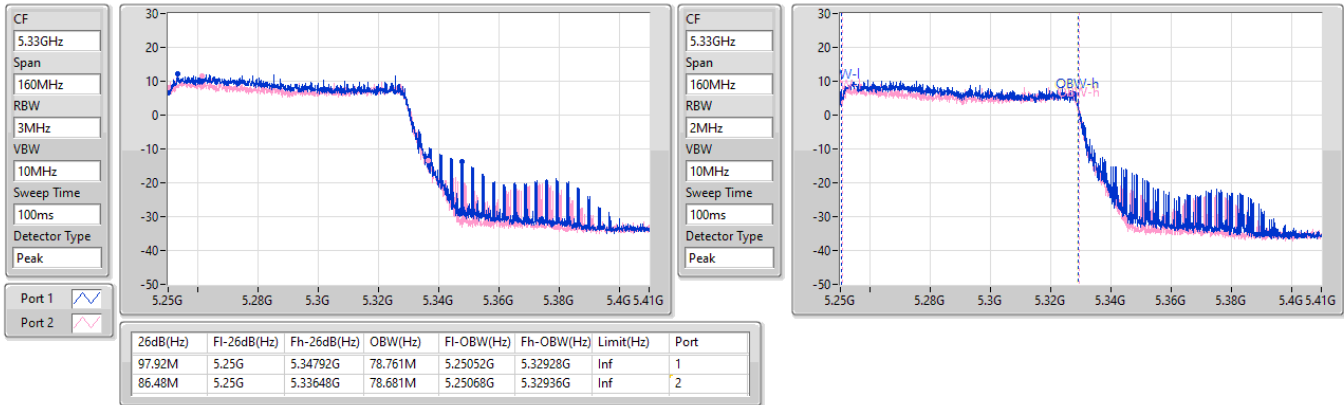 CF
5.33GHz
Span
160MHz
RBW
3MHz
VBW
10MHz
Sweep Time
100ms
Detector Type
Peak
Port 1
Port 2
30
20
10
0
-10
-20
-30
-40
-50
5.25G 5.28G 5.3G 5.32G 5.34G 5.36G 5.38G 5.4G 5.41G
CF
5.33GHz
Span
160MHz
RBW
2MHz
VBW
10MHz
Sweep Time
100ms
Detector Type
Peak
30
20
10
0
-10
-20
-30
-40
-50
W-l
OBW-h
5.25G 5.28G 5.3G 5.32G 5.34G 5.36G 5.38G 5.4G 5.41G
26dB(Hz) Fl-26dB(Hz) Fh-26dB(Hz) OBW(Hz) Fl-OBW(Hz) Fh-OBW(Hz) Limit(Hz) Port
97.92M 5.25G 5.34792G 78.761M 5.25052G 5.32928G Inf 1
86.48M 5.25G 5.33648G 78.681M 5.25068G 5.32936G Inf 2